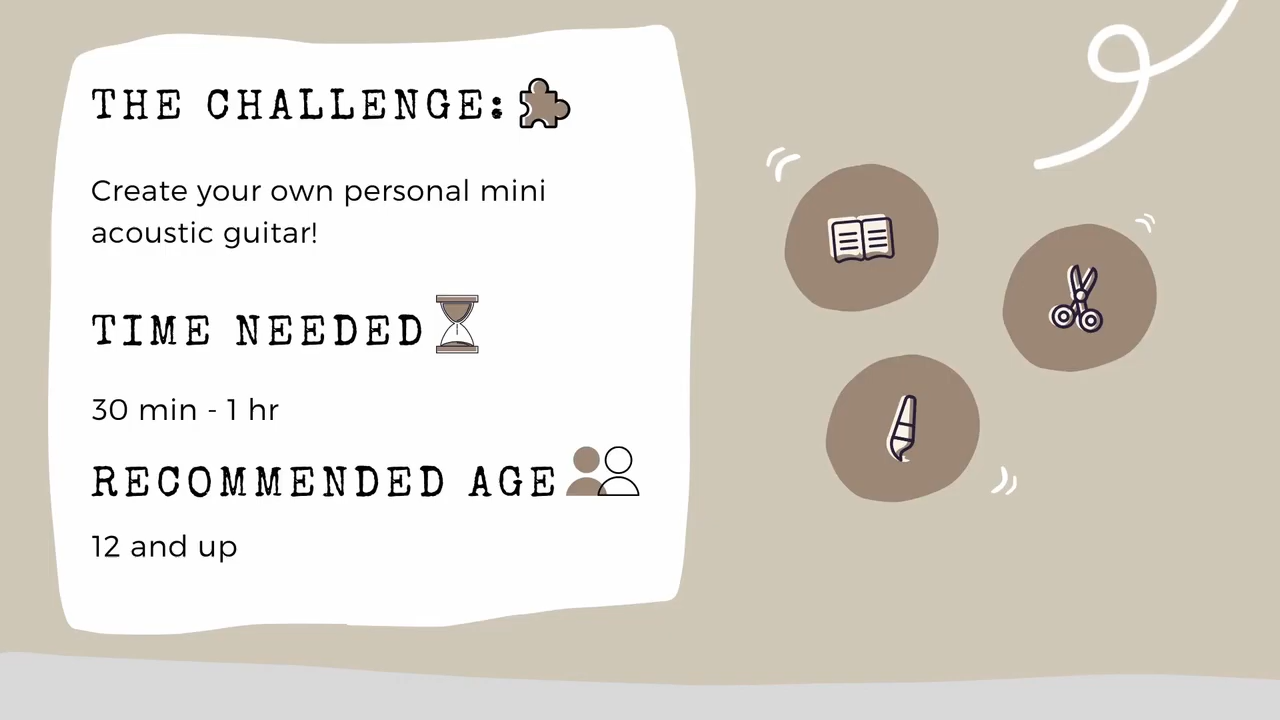 THE CHALLENGE:
Create your own personal mini
acoustic guitar!
TIME NEEDED
30 min - 1 hr
RECOMMENDED AGE
12 and up